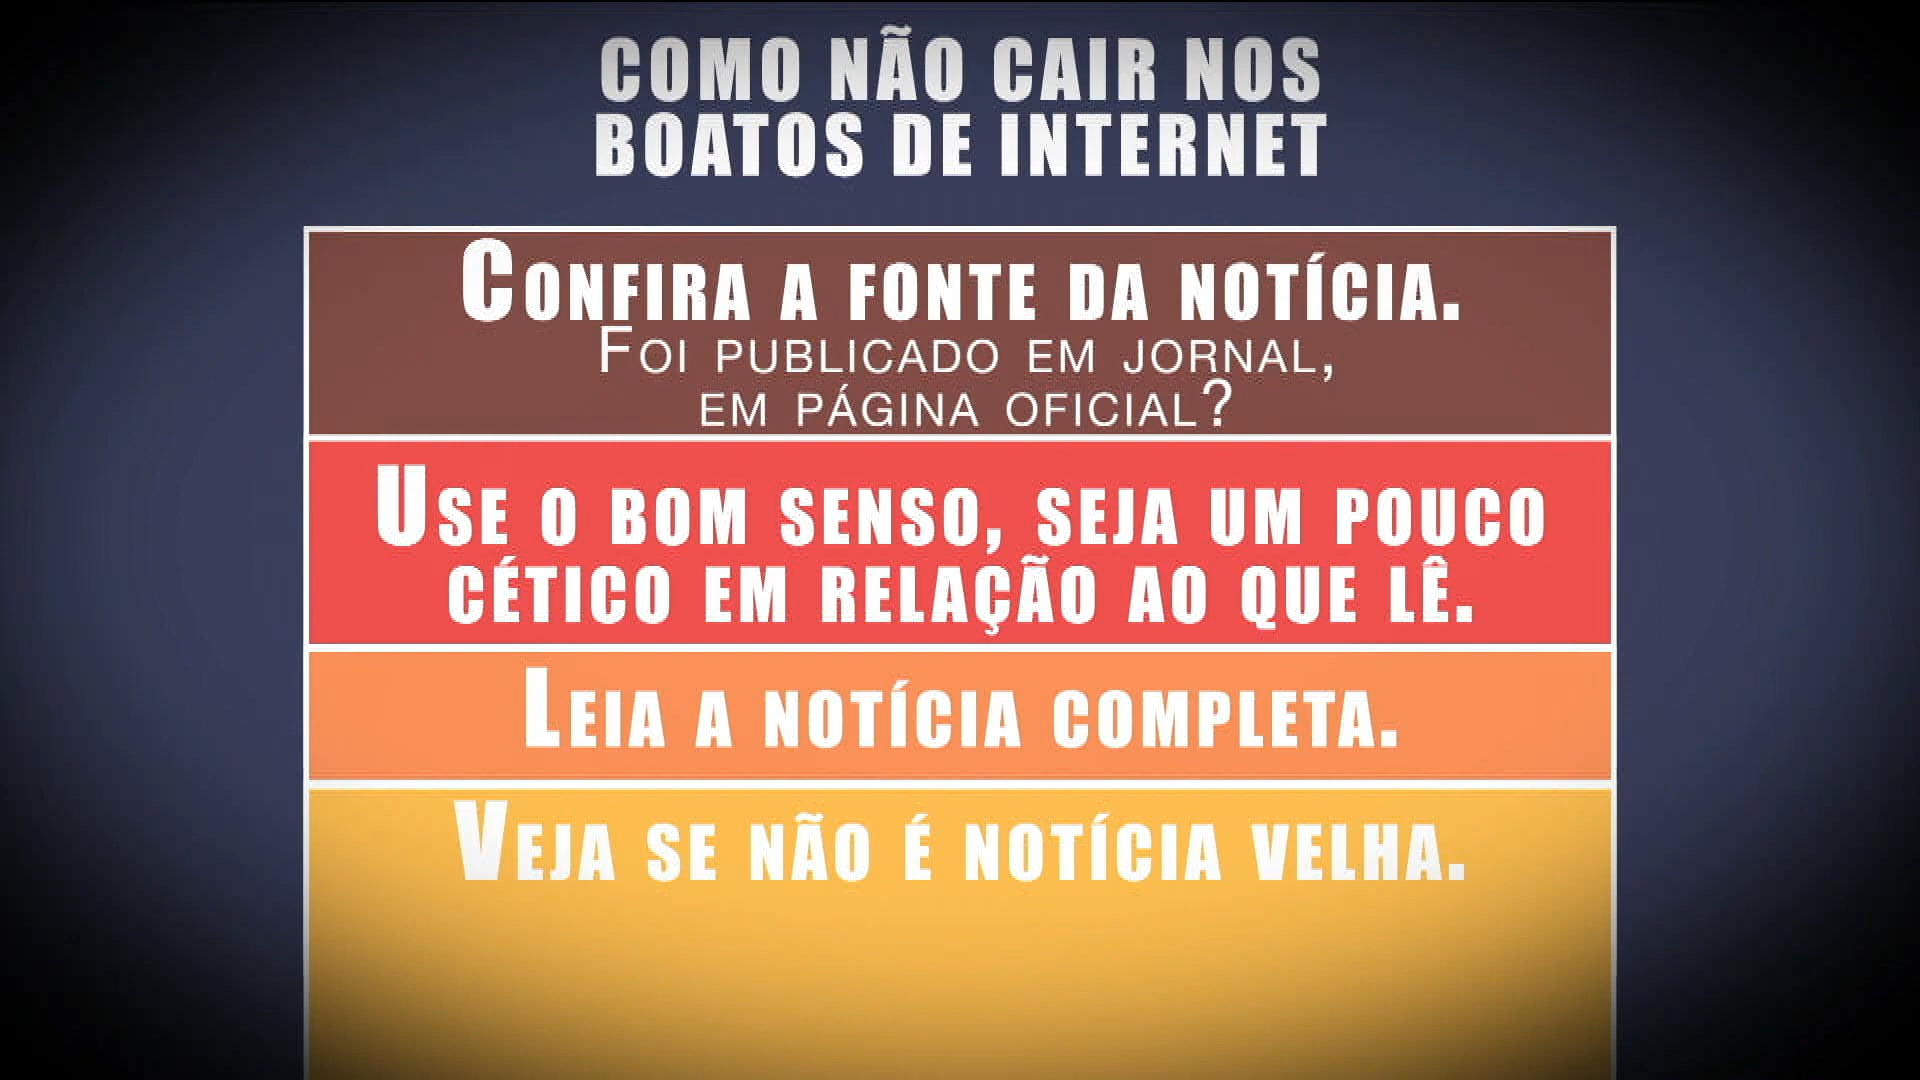 COMO NÃO CAIR NOS
BOATOS DE INTERNET
CONFIRA A FONTE DA NOTÍCIA.
FOI PUBLICADO EM JORNAL,
EM PÁGINA OFICIAL?
USE O BOM SENSO, SEJA UM POUCO
CÉTICO EM RELAÇÃO AO QUE LÊ.
LEIA A NOTÍCIA COMPLETA.
VEJA SE NÃO É NOTÍCIA VELHA.